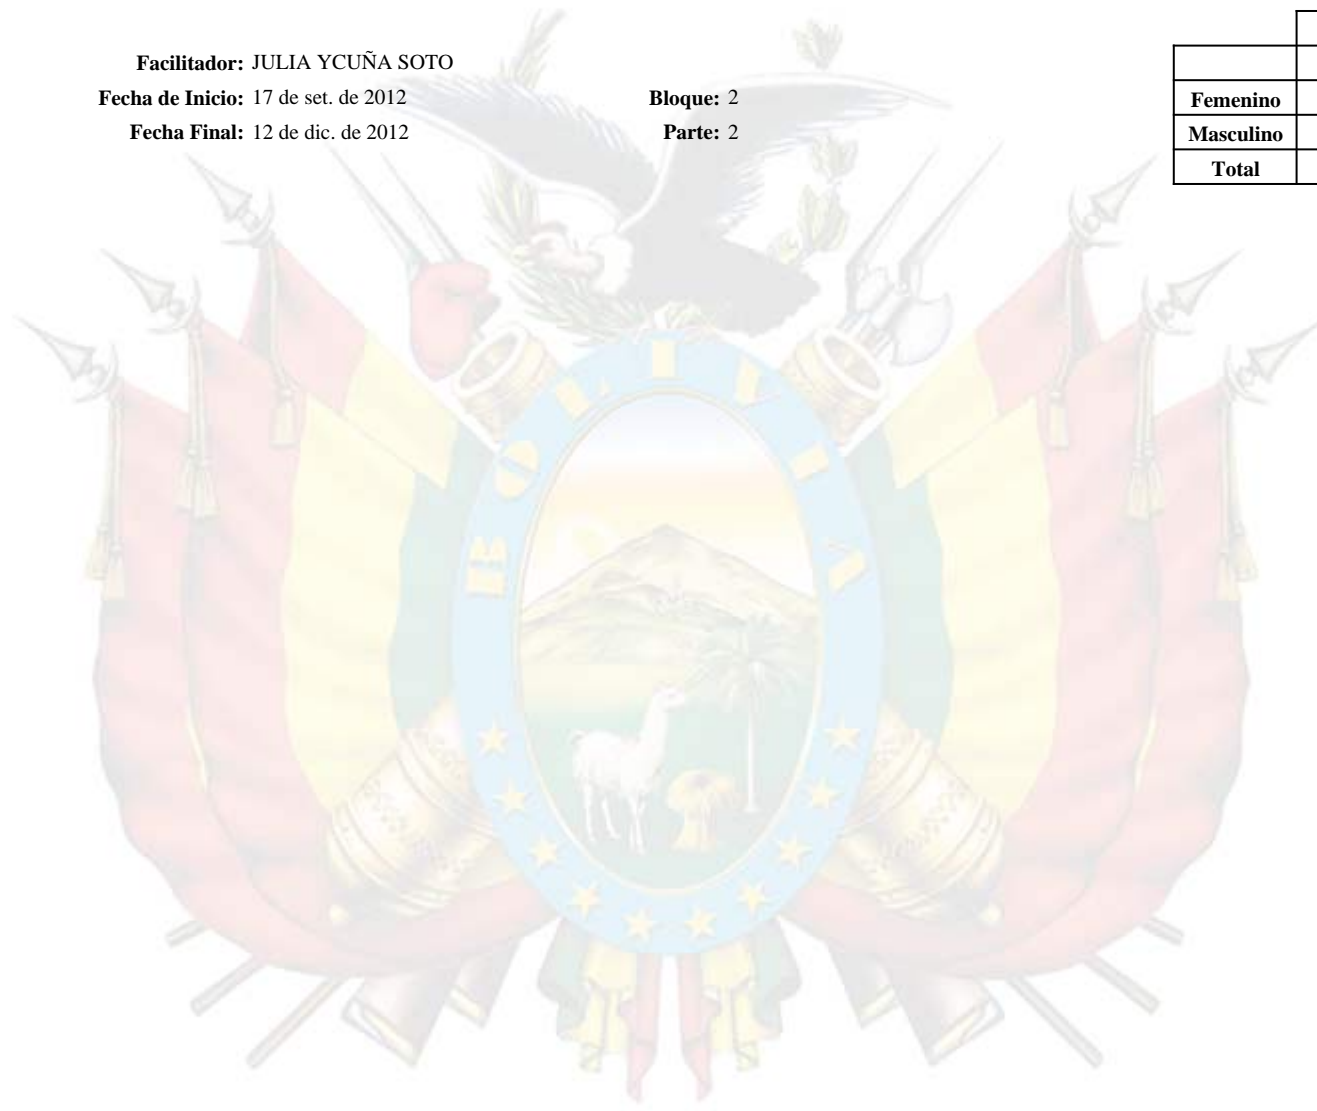 Facilitador: JULIA YCUÑA SOTO
Fecha de Inicio: 17 de set. de 2012 Bloque: 2
Fecha Final: 12 de dic. de 2012 Parte: 2
Femenino
Masculino
Total
BOLIVIA